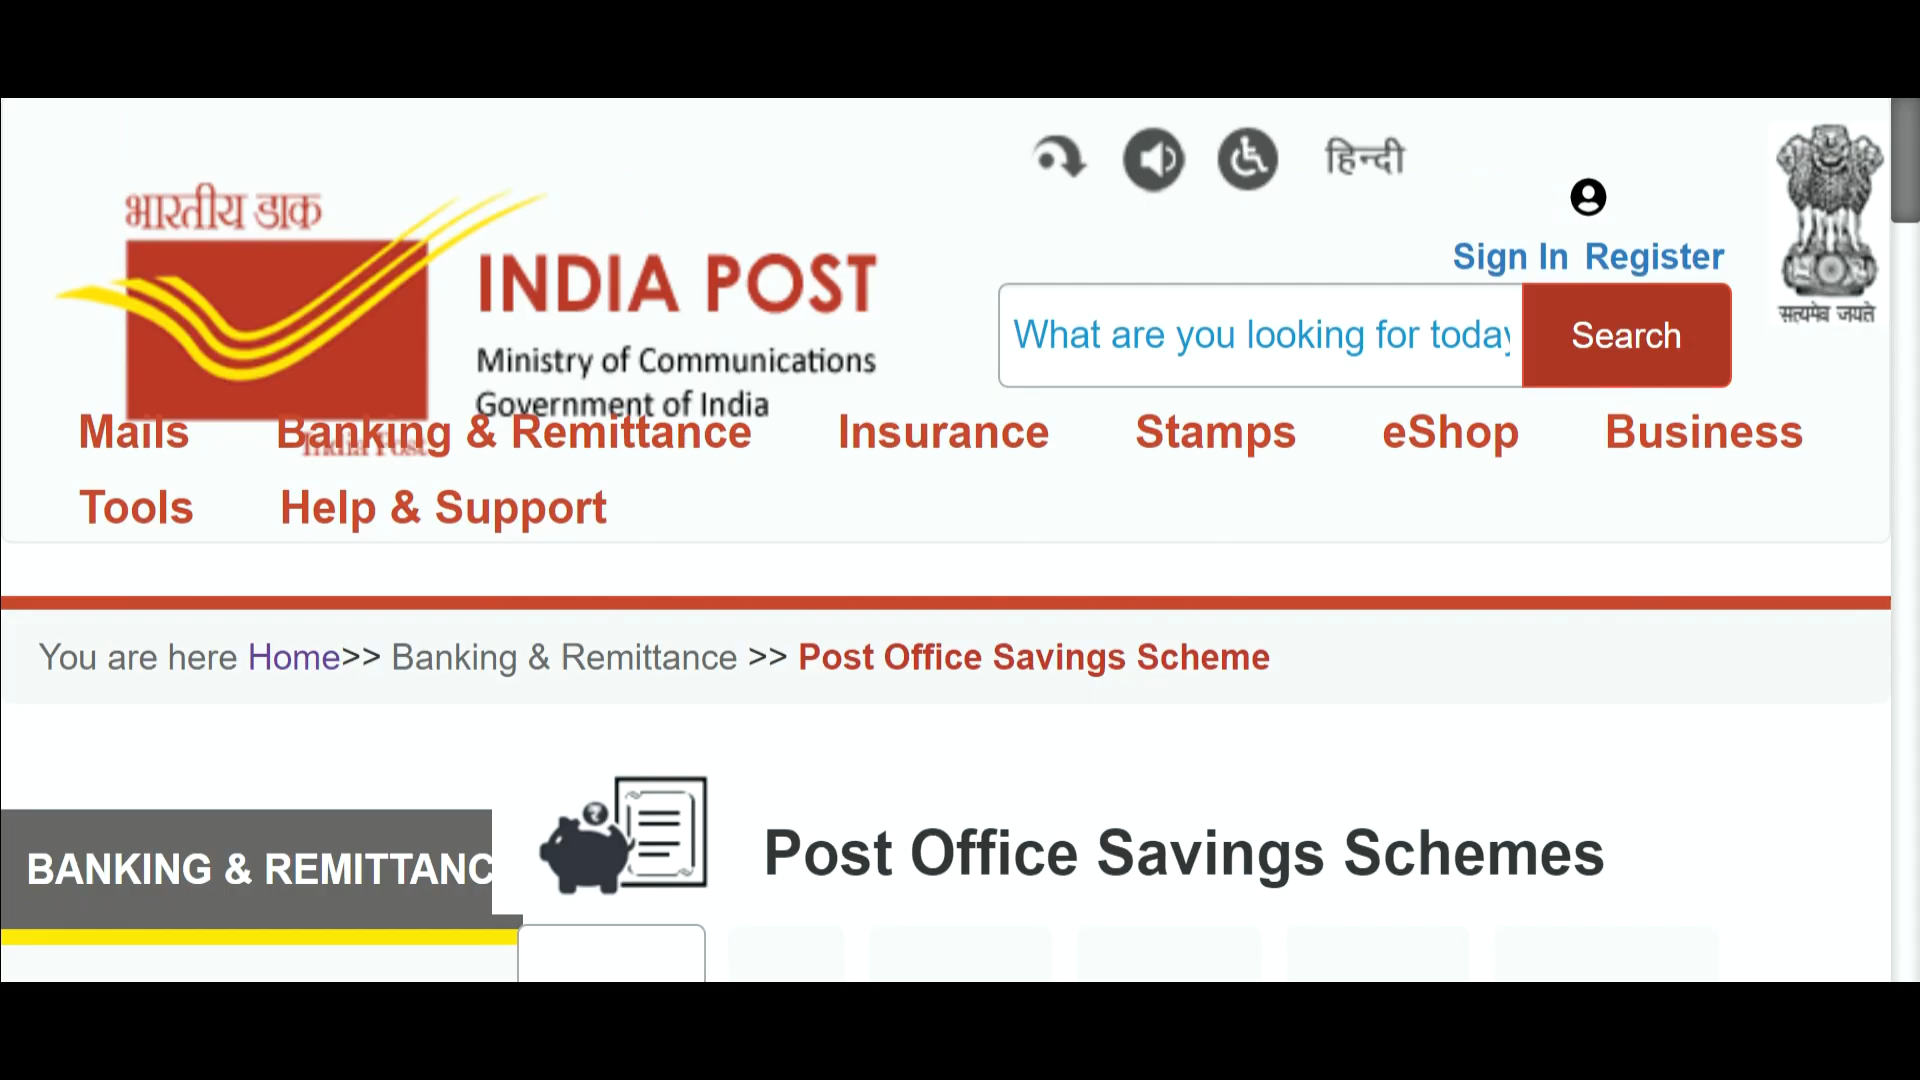 हिन्दी
भारतीय डाक
INDIA POST
Ministry of Communications
Government of India
India Post
Sign In Register
What are you looking for today
Search
सत्यमेव जयते
Mails Banking & Remittance Insurance Stamps eShop Business
Tools Help & Support
You are here Home>> Banking & Remittance >> Post Office Savings Scheme
BANKING & REMITTANC
Post Office Savings Schemes